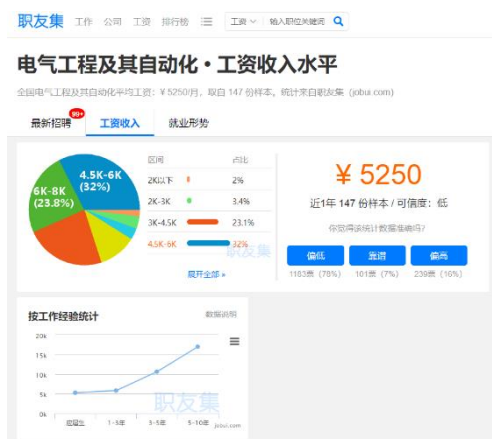 职友集 工作 公司 工资 排行榜 工资 输入职位关键词
电气工程及其自动化·工资收入水平
全国电气工程及其自动化平均工资：¥ 5250/月，取自 147 份样本，统计来自职友集（jobui.com）
最新招聘 99+ 工资收入 就业形势
4.5K-6K
(32%)
6K-8K
(23.8%)
区间 占比
2K以下 2%
2K-3K 3.4%
3K-4.5K 23.1%
4.5K-6K 32%
职友集
展开全部 »
¥ 5250
近1年 147 份样本 / 可信度：低
你觉得该统计数据准确吗?
偏低 靠谱 偏高
1183票（78%） 101票（7%） 239票（16%）
按工作经验统计 数据说明
20k
15k
10k
5k
0k
应届生 1-3年 3-5年 5-10年
职友集
jobui.com